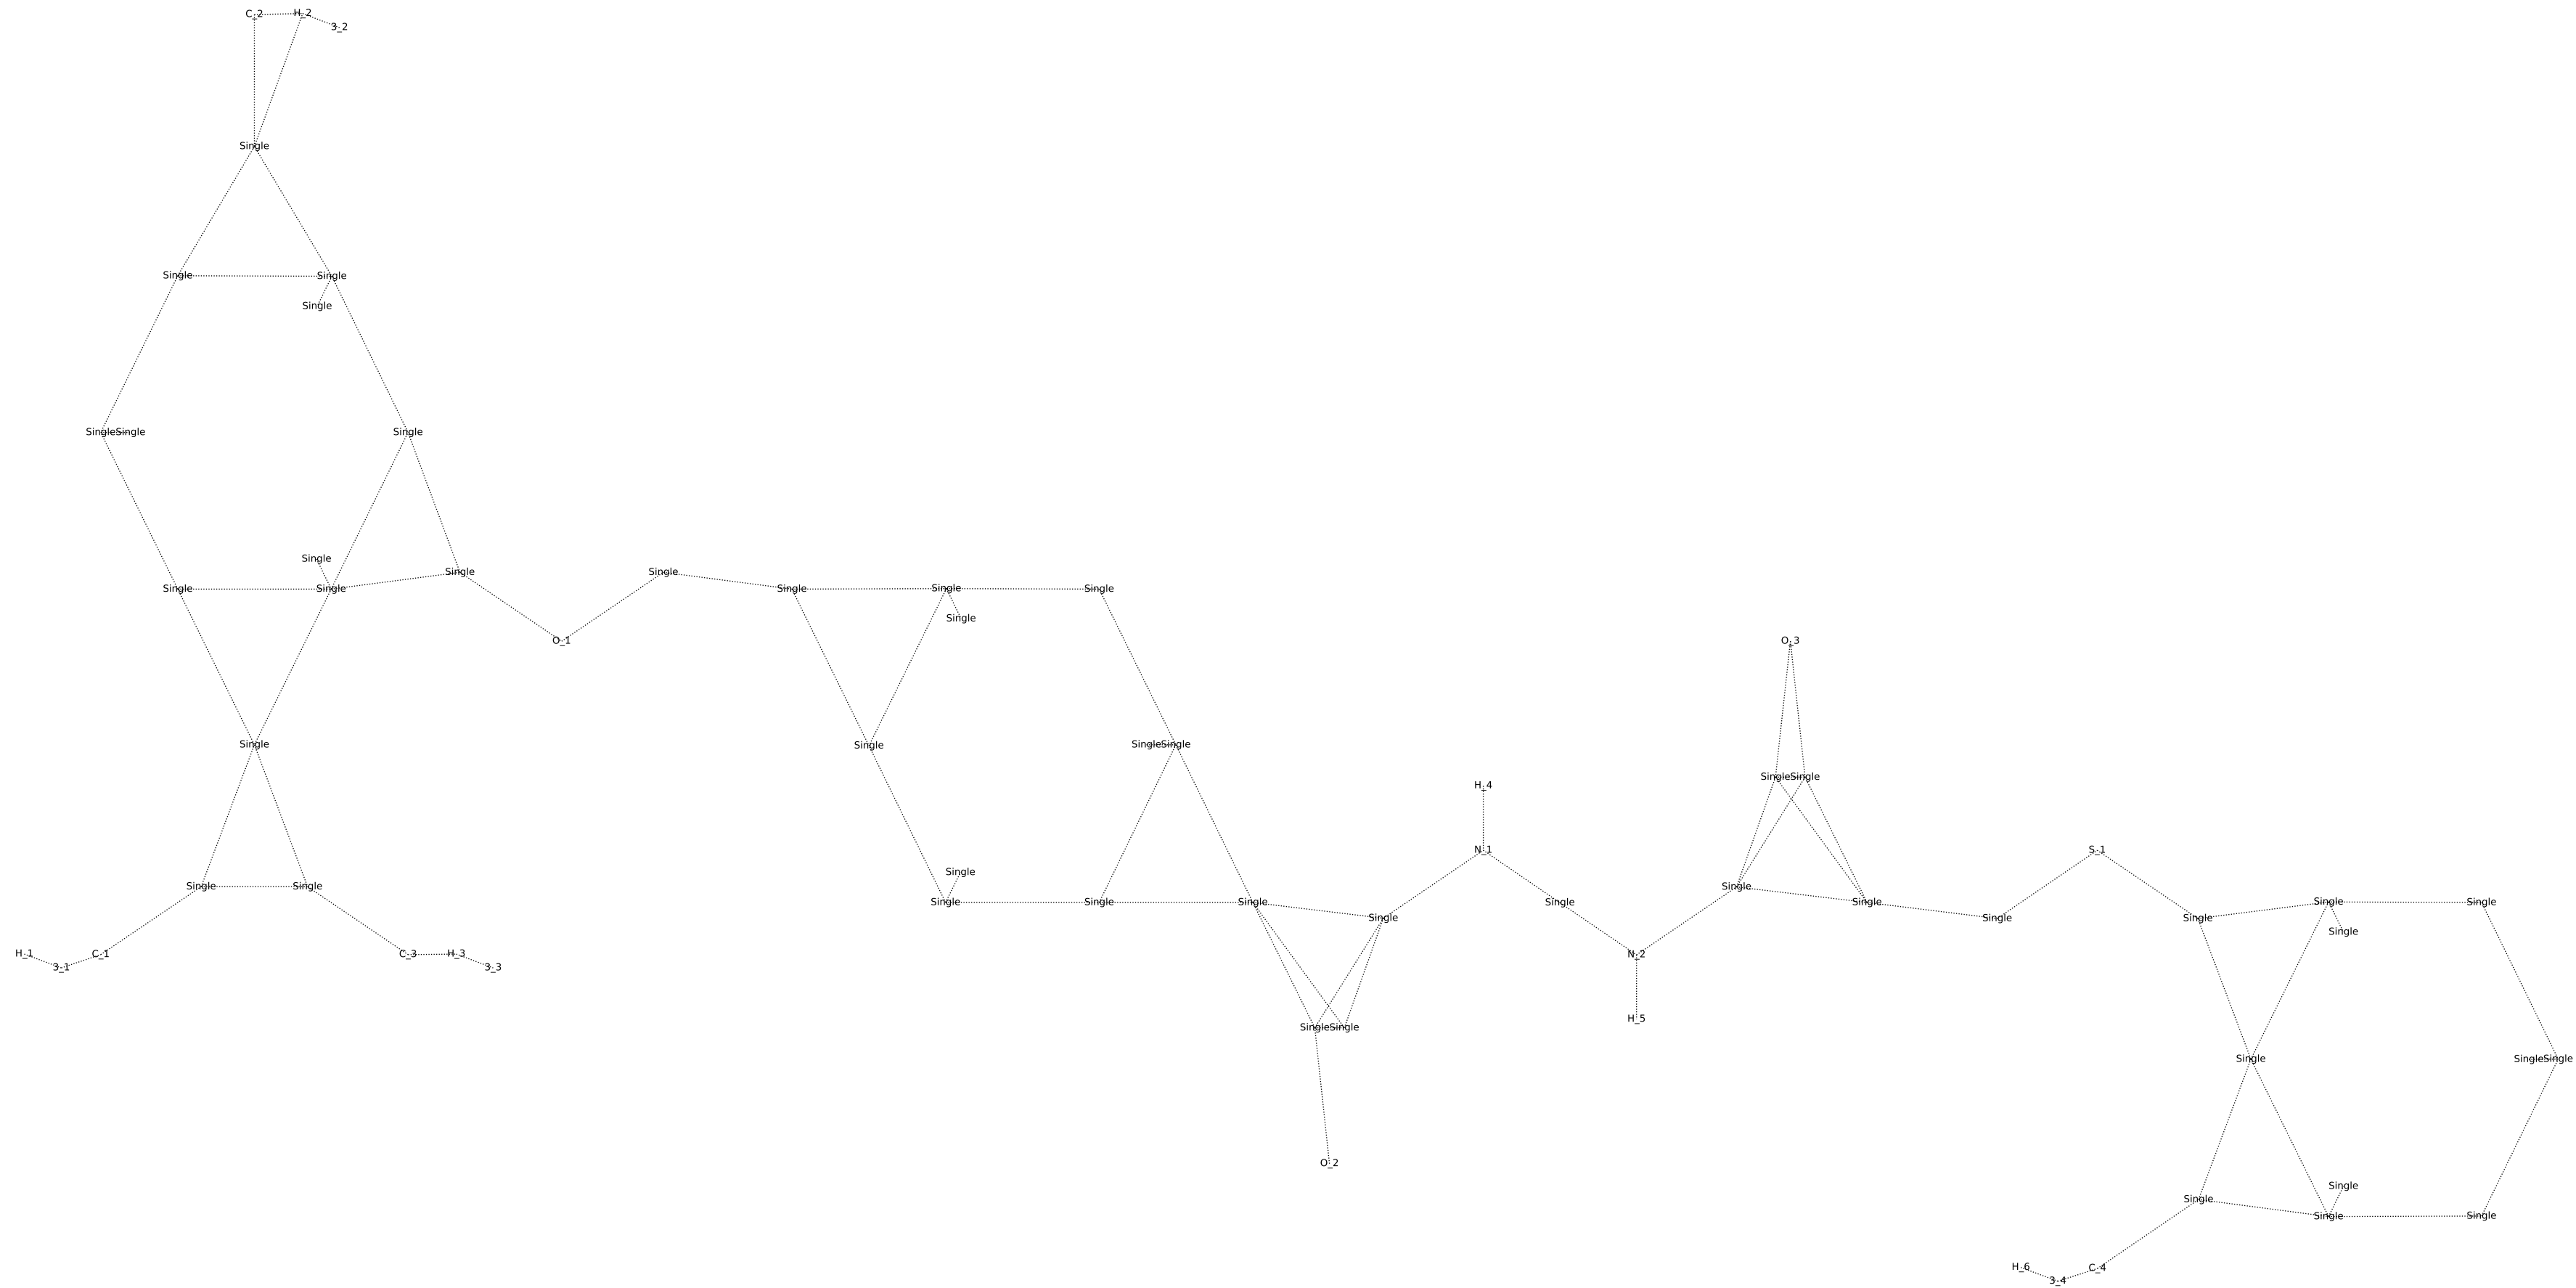 C_2 H_2
3_2
Single
Single Single
Single
SingleSingle Single
Single
Single Single Single Single Single Single Single
Single
O_1 O_3
Single Single SingleSingle
SingleSingle
H_4
N_1 S_1
Single
Single Single Single
Single Single Single Single Single Single Single
Single Single Single
Single
H_1 C_1 C_3 H_3 N_2
3_1 3_3
H_5
SingleSingle
Single SingleSingle
O_2
Single
Single
Single Single
H_6 C_4
3_4